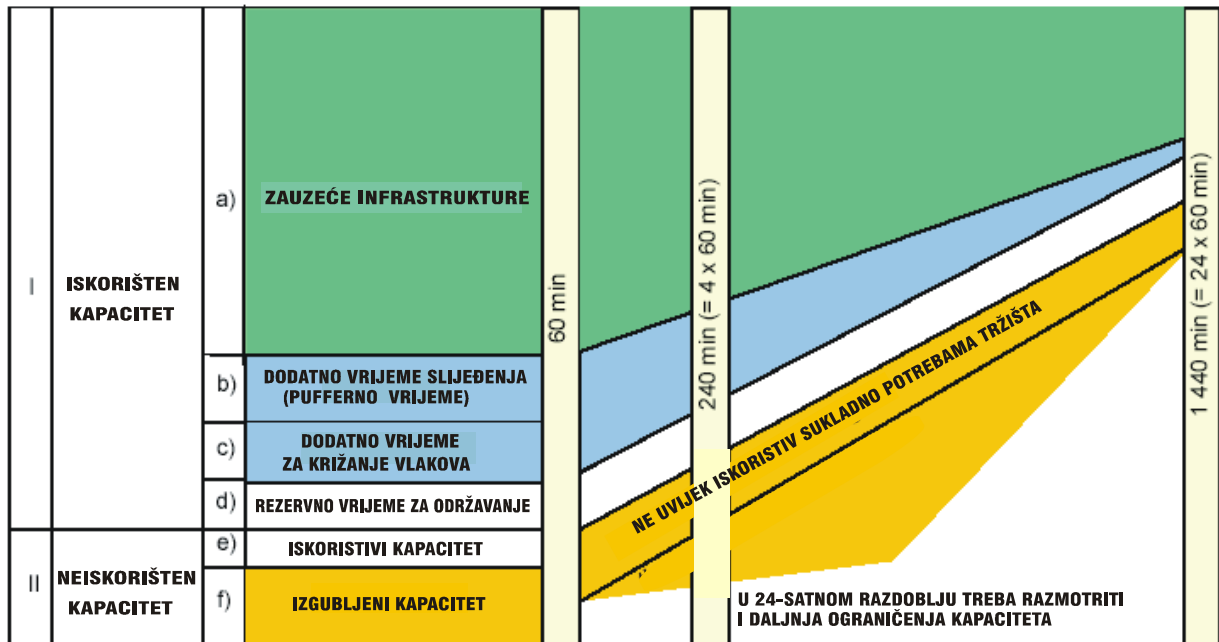 I
ISKORIŠTEN
KAPACITET
a)
ZAUZEĆE INFRASTRUKTURE
b)
DODATNO VRIJEME SLIJEĐENJA
(PUFFERNO VRIJEME)
c)
DODATNO VRIJEME
ZA KRIŽANJE VLAKOVA
d)
REZERVNO VRIJEME ZA ODRŽAVANJE
II
NEISKORIŠTEN
KAPACITET
e)
ISKORISTIVI KAPACITET
f)
IZGUBLJENI KAPACITET
60 min
240 min (= 4 x 60 min)
1 440 min (= 24 x 60 min)
NE UVIJEK ISKORISTIV SUKLADNO POTREBAMA TRŽIŠTA
U 24-SATNOM RAZDOBLJU TREBA RAZMOTRITI
I DALJNJA OGRANIČENJA KAPACITETA